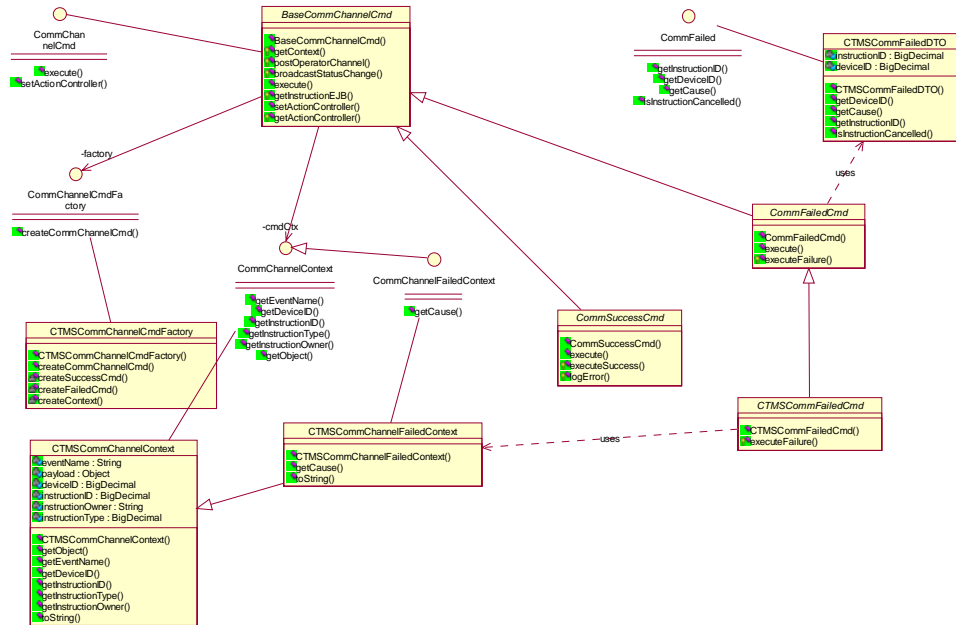 CommChan
nelCmd
execute()
setActionController()
BaseCommChannelCmd
BaseCommChannelCmd()
getContext()
postOperatorChannel()
broadcastStatusChange()
execute()
getInstructionEJB()
setActionController()
getActionController()
CommFailed
getInstructionID()
getDeviceID()
getCause()
isInstructionCancelled()
CTMSCommFailedDTO
instructionID : BigDecimal
deviceID : BigDecimal
CTMSCommFailedDTO()
getDeviceID()
getCause()
getInstructionID()
isInstructionCancelled()
-factory
uses
CommChannelCmdFa
ctory
createCommChannelCmd()
-cmdCtx
CommChannelContext
getEventName()
getDeviceID()
getInstructionID()
getInstructionType()
getInstructionOwner()
getObject()
CommChannelFailedContext
getCause()
CommFailedCmd
CommFailedCmd()
execute()
executeFailure()
CTMSCommChannelCmdFactory
CTMSCommChannelCmdFactory()
createCommChannelCmd()
createSuccessCmd()
createFailedCmd()
createContext()
CommSuccessCmd
CommSuccessCmd()
execute()
executeSuccess()
logError()
CTMSCommFailedCmd
CTMSCommFailedCmd()
executeFailure()
uses
CTMSCommChannelFailedContext
CTMSCommChannelFailedContext()
getCause()
toString()
CTMSCommChannelContext
eventName : String
payload : Object
deviceID : BigDecimal
instructionID : BigDecimal
instructionOwner : String
instructionType : BigDecimal
CTMSCommChannelContext()
getObject()
getEventName()
getDeviceID()
getInstructionID()
getInstructionType()
getInstructionOwner()
toString()